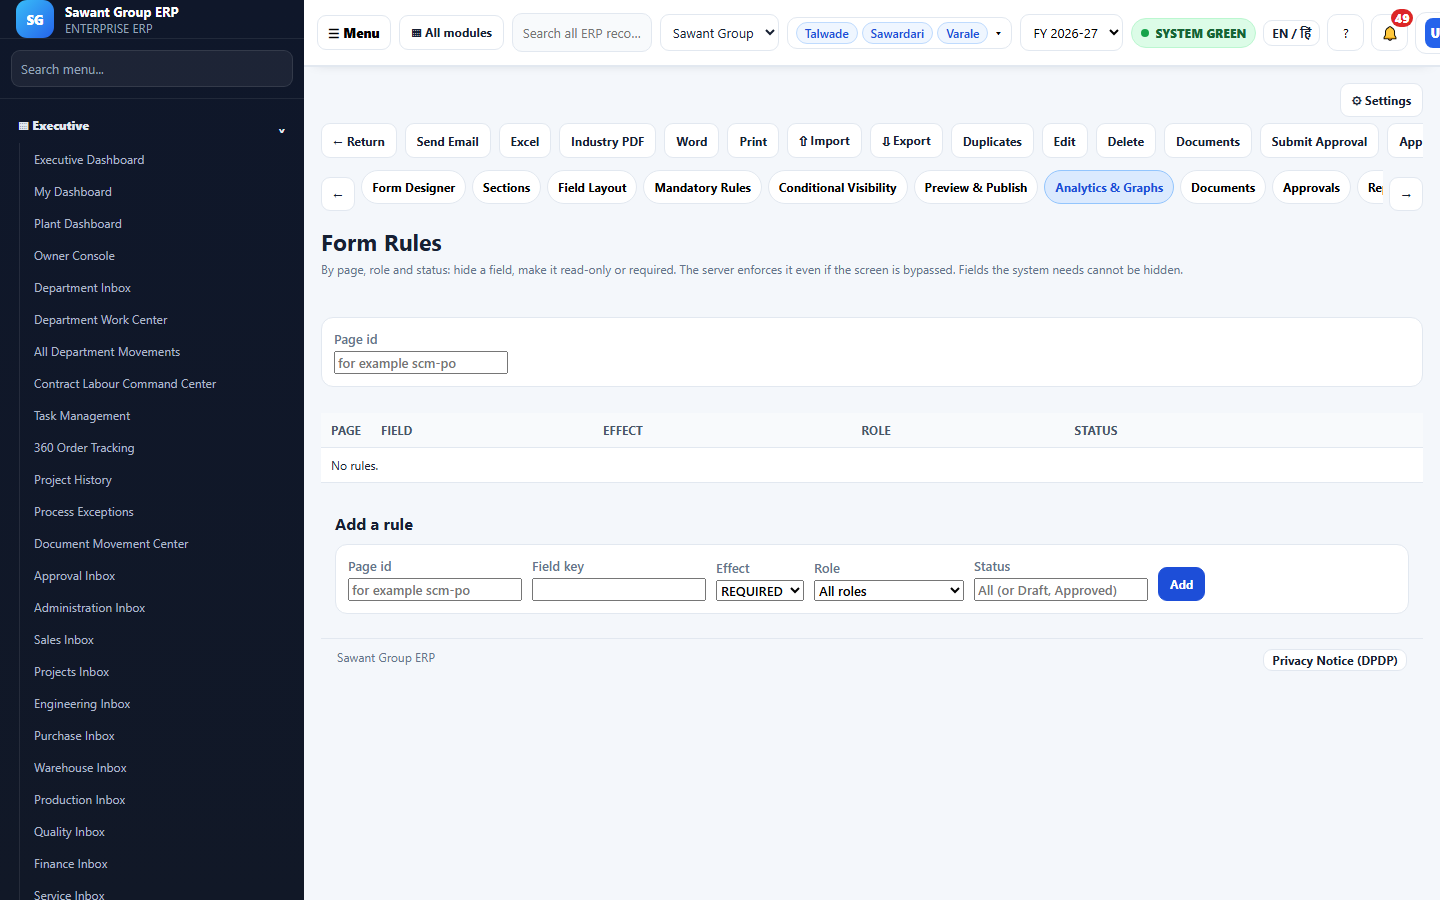 SG
Sawant Group ERP
ENTERPRISE ERP
Search menu...
Executive
Executive Dashboard
My Dashboard
Plant Dashboard
Owner Console
Department Inbox
Department Work Center
All Department Movements
Contract Labour Command Center
Task Management
360 Order Tracking
Project History
Process Exceptions
Document Movement Center
Approval Inbox
Administration Inbox
Sales Inbox
Projects Inbox
Engineering Inbox
Purchase Inbox
Warehouse Inbox
Production Inbox
Quality Inbox
Finance Inbox
Service Inbox
☰ Menu
All modules
Search all ERP reco...
Sawant Group
Talwade Sawardari Varale
FY 2026-27
SYSTEM GREEN
EN / हिं
?
49
U
⚙ Settings
← Return
Send Email
Excel
Industry PDF
Word
Print
⇧ Import
⇩ Export
Duplicates
Edit
Delete
Documents
Submit Approval
App
←
Form Designer
Sections
Field Layout
Mandatory Rules
Conditional Visibility
Preview & Publish
Analytics & Graphs
Documents
Approvals
Re
→
Form Rules
By page, role and status: hide a field, make it read-only or required. The server enforces it even if the screen is bypassed. Fields the system needs cannot be hidden.
Page id
for example scm-po
PAGE FIELD EFFECT ROLE STATUS
No rules.
Add a rule
Page id Field key Effect Role Status
for example scm-po REQUIRED All roles All (or Draft, Approved) Add
Sawant Group ERP
Privacy Notice (DPDP)